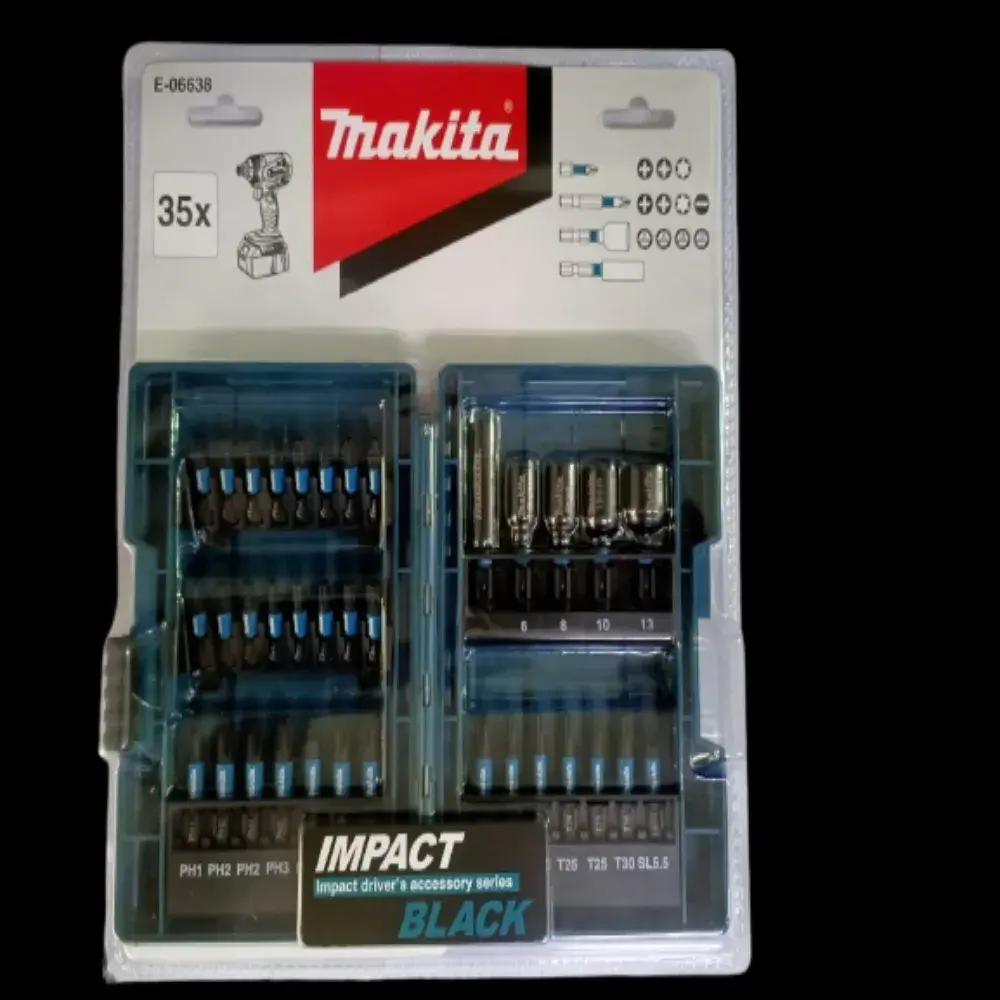 E-06638
makita®
35x
makita
6 8 10 13
PH1 PH2 PH2 PH3
T25 T25 T30 SL5.5
IMPACT
Impact driver's accessory series
BLACK